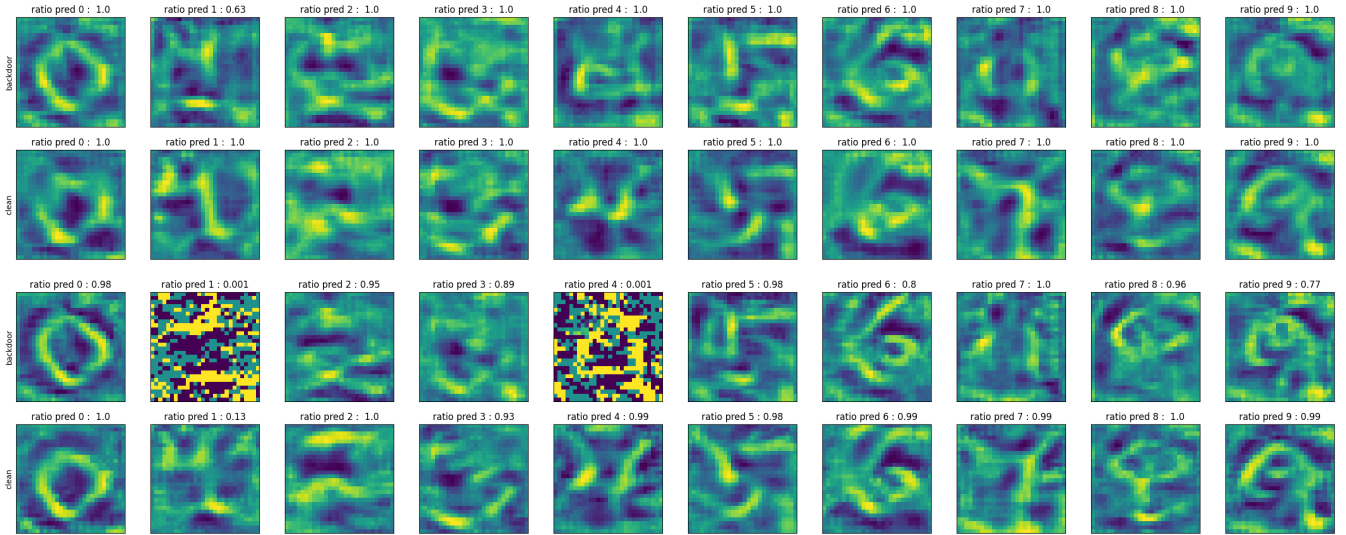 ratio pred 0 : 1.0 ratio pred 1 : 0.63 ratio pred 2 : 1.0 ratio pred 3 : 1.0 ratio pred 4 : 1.0 ratio pred 5 : 1.0 ratio pred 6 : 1.0 ratio pred 7 : 1.0 ratio pred 8 : 1.0 ratio pred 9 : 1.0
backdoor
ratio pred 0 : 1.0 ratio pred 1 : 1.0 ratio pred 2 : 1.0 ratio pred 3 : 1.0 ratio pred 4 : 1.0 ratio pred 5 : 1.0 ratio pred 6 : 1.0 ratio pred 7 : 1.0 ratio pred 8 : 1.0 ratio pred 9 : 1.0
clean
ratio pred 0 : 0.98 ratio pred 1 : 0.001 ratio pred 2 : 0.95 ratio pred 3 : 0.89 ratio pred 4 : 0.001 ratio pred 5 : 0.98 ratio pred 6 : 0.8 ratio pred 7 : 1.0 ratio pred 8 : 0.96 ratio pred 9 : 0.77
backdoor
ratio pred 0 : 1.0 ratio pred 1 : 0.13 ratio pred 2 : 1.0 ratio pred 3 : 0.93 ratio pred 4 : 0.99 ratio pred 5 : 0.98 ratio pred 6 : 0.99 ratio pred 7 : 0.99 ratio pred 8 : 1.0 ratio pred 9 : 0.99
clean